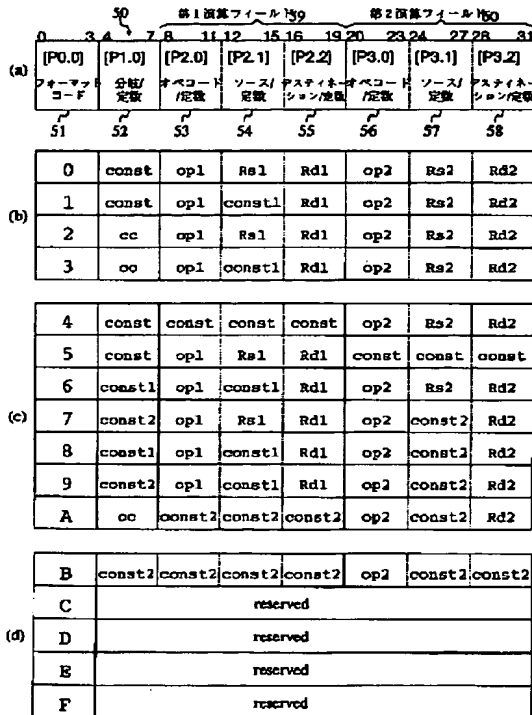 50 第1演算フィールド59 第2演算フィールド60
0 3 4 7 8 11 12 15 16 19 20 23 24 27 28 31
(a) [P0.0] [P1.0] [P2.0] [P2.1] [P2.2] [P3.0] [P3.1] [P3.2]
フォーマット 分岐/ オペコード ソース/ デスティネー オペコード ソース/ デスティネー
コード 定数 /定数 定数 ション/定数 /定数 定数 ション/定数
51 52 53 54 55 56 57 58
(b)
0 const op1 Rs1 Rd1 op2 Rs2 Rd2
1 const op1 const1 Rd1 op2 Rs2 Rd2
2 cc op1 Rs1 Rd1 op2 Rs2 Rd2
3 cc op1 const1 Rd1 op2 Rs2 Rd2
(c)
4 const const const const op2 Rs2 Rd2
5 const op1 Rs1 Rd1 const const const
6 const1 op1 const1 Rd1 op2 Rs2 Rd2
7 const2 op1 Rs1 Rd1 op2 const2 Rd2
8 const1 op1 const1 Rd1 op2 const2 Rd2
9 const2 op1 const1 Rd1 op2 const2 Rd2
A cc const2 const2 const2 op2 const2 Rd2
(d)
B const2 const2 const2 const2 op2 const2 const2
C reserved
D reserved
E reserved
F reserved